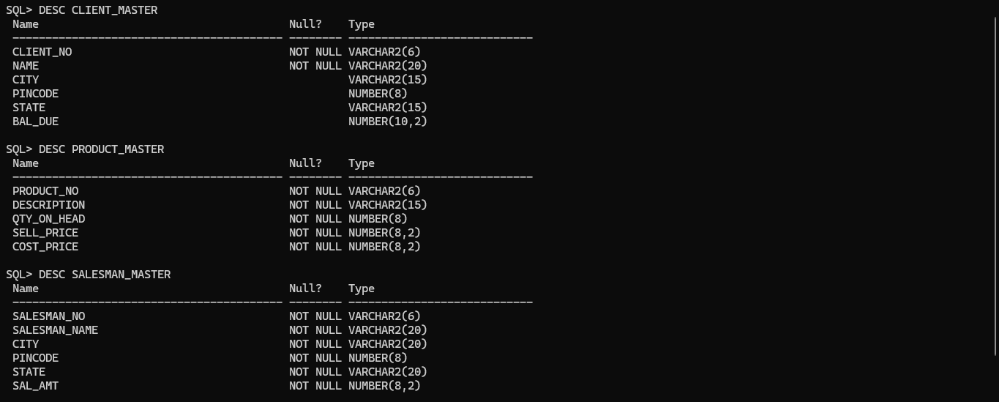 SQL> DESC CLIENT_MASTER
 Name                                      Null?    Type
 ----------------------------------------- -------- ----------------------------
 CLIENT_NO                                 NOT NULL VARCHAR2(6)
 NAME                                      NOT NULL VARCHAR2(20)
 CITY                                               VARCHAR2(15)
 PINCODE                                            NUMBER(8)
 STATE                                              VARCHAR2(15)
 BAL_DUE                                            NUMBER(10,2)

SQL> DESC PRODUCT_MASTER
 Name                                      Null?    Type
 ----------------------------------------- -------- ----------------------------
 PRODUCT_NO                                NOT NULL VARCHAR2(6)
 DESCRIPTION                               NOT NULL VARCHAR2(15)
 QTY_ON_HEAD                               NOT NULL NUMBER(8)
 SELL_PRICE                                NOT NULL NUMBER(8,2)
 COST_PRICE                                NOT NULL NUMBER(8,2)

SQL> DESC SALESMAN_MASTER
 Name                                      Null?    Type
 ----------------------------------------- -------- ----------------------------
 SALESMAN_NO                               NOT NULL VARCHAR2(6)
 SALESMAN_NAME                             NOT NULL VARCHAR2(20)
 CITY                                      NOT NULL VARCHAR2(20)
 PINCODE                                   NOT NULL NUMBER(8)
 STATE                                     NOT NULL VARCHAR2(20)
 SAL_AMT                                   NOT NULL NUMBER(8,2)